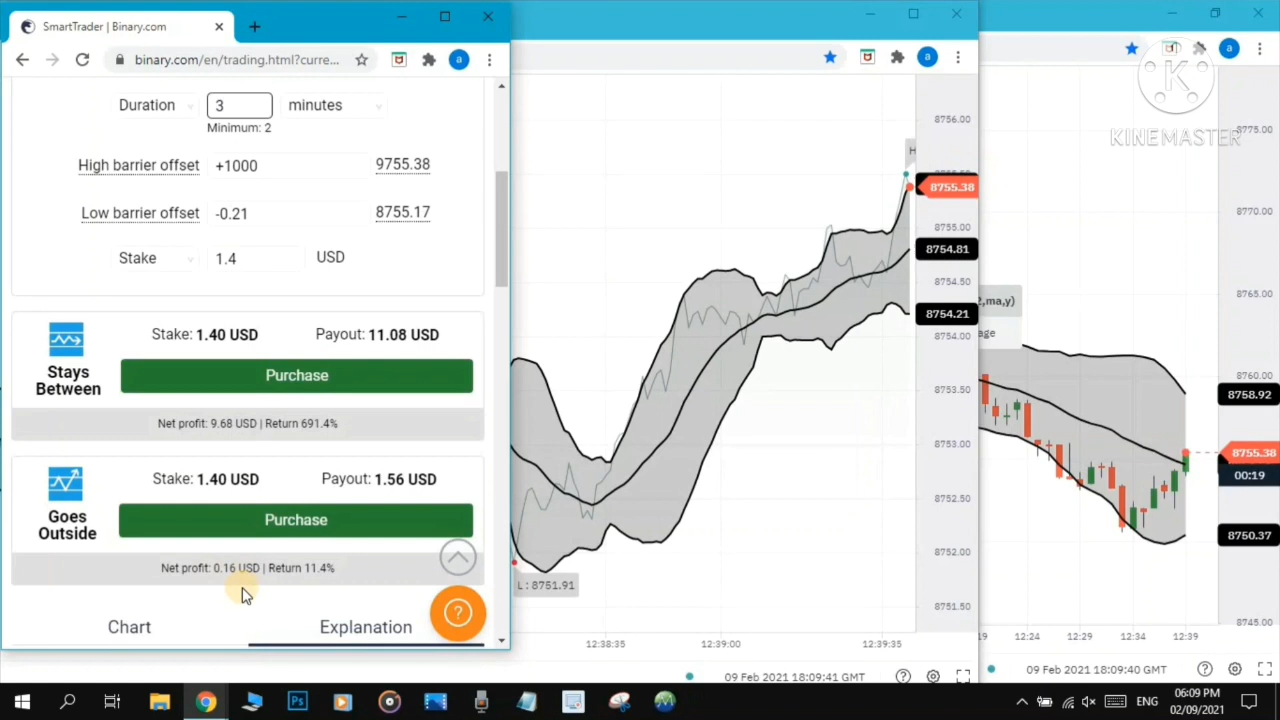 SmartTrader | Binary.com
binary.com/en/trading.html?curre...
a
Duration 3 minutes
Minimum: 2
High barrier offset +1000 9755.38
Low barrier offset -0.21 8755.17
Stake 1.4 USD
Stays Between
Stake: 1.40 USD Payout: 11.08 USD
Purchase
Net profit: 9.68 USD | Return 691.4%
Goes Outside
Stake: 1.40 USD Payout: 1.56 USD
Purchase
Net profit: 0.16 USD | Return 11.4%
?
Chart Explanation
a
8756.00
H
8755.38
8755.00
8754.81
8754.50
8754.21
8754.00
8753.50
8753.00
8752.50
8752.00
8751.50
L : 8751.91
12:38:35 12:39:00 12:39:35
09 Feb 2021 18:09:41 GMT
a
K
KINEMASTER
8775.00
8770.00
8765.00
2,ma,y)
age
8760.00
8758.92
8755.38
00:19
8750.37
8745.00
:19 12:24 12:29 12:34 12:39
09 Feb 2021 18:09:40 GMT
Ps
ENG
06:09 PM
02/09/2021